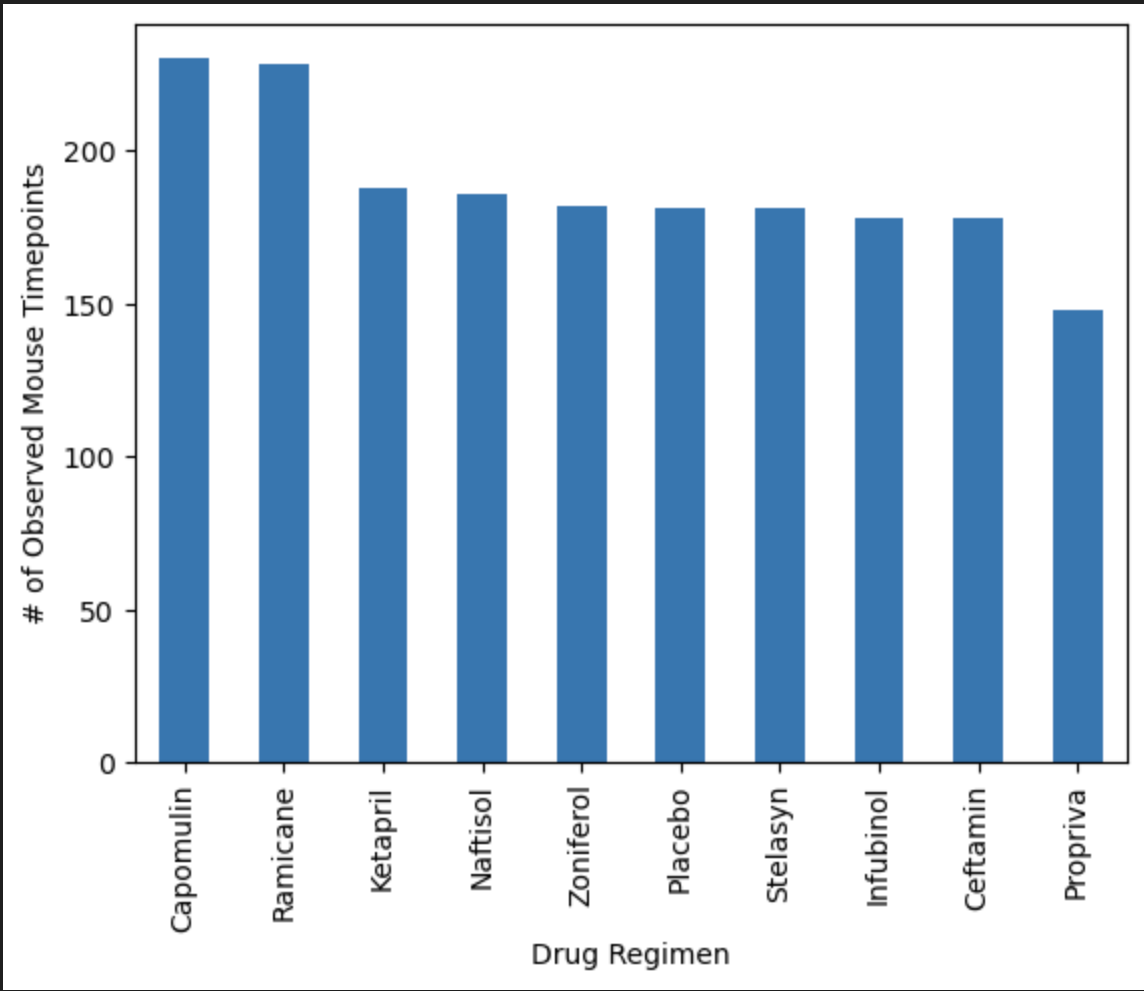 # of Observed Mouse Timepoints
200
150
100
50
0
Capomulin
Ramicane
Ketapril
Naftisol
Zoniferol
Placebo
Stelasyn
Infubinol
Ceftamin
Propriva
Drug Regimen